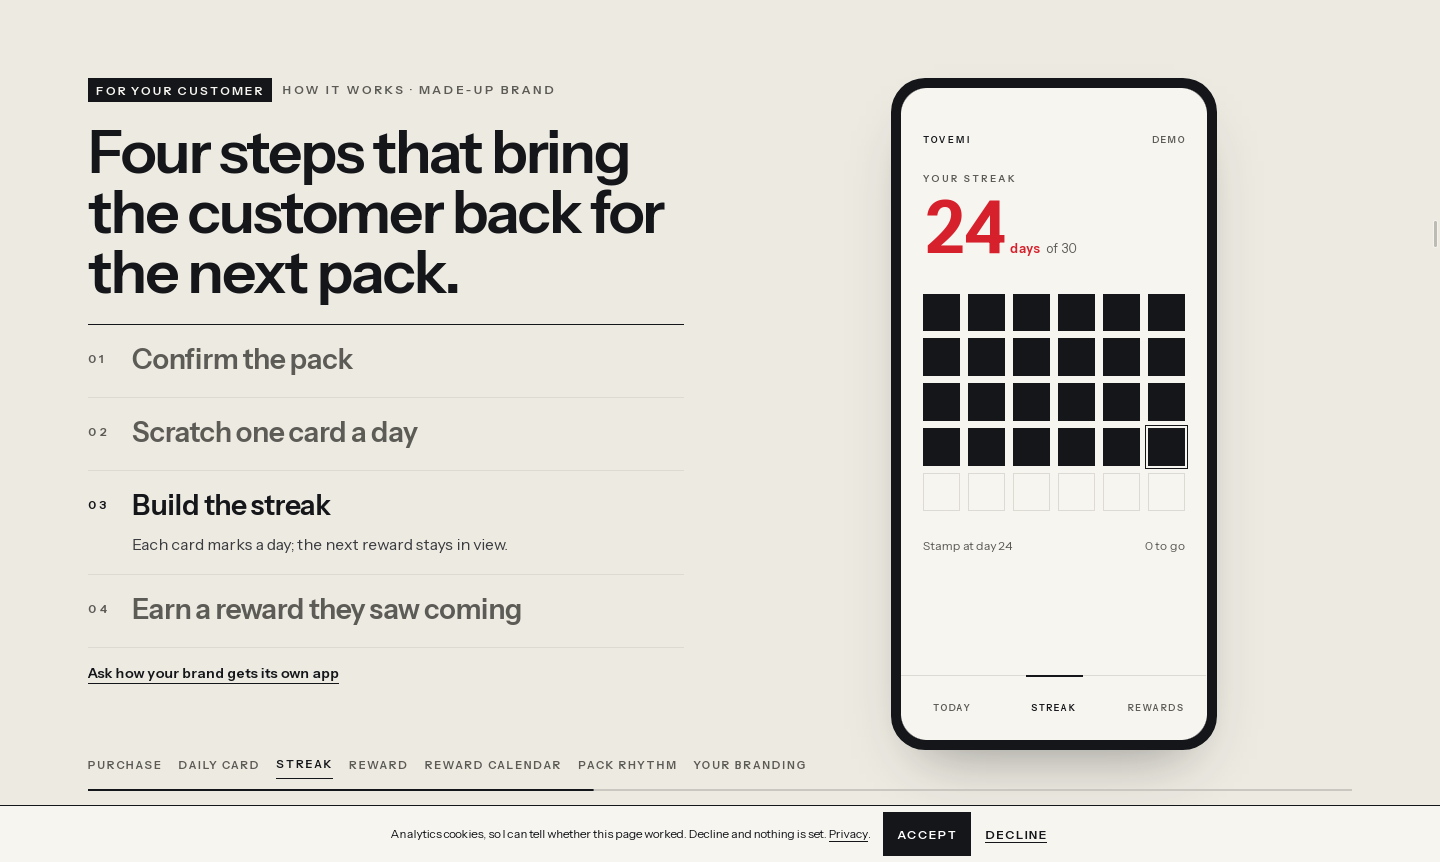 FOR YOUR CUSTOMER HOW IT WORKS · MADE-UP BRAND
Four steps that bring
the customer back for
the next pack.
01 Confirm the pack
02 Scratch one card a day
03 Build the streak
Each card marks a day; the next reward stays in view.
04 Earn a reward they saw coming
Ask how your brand gets its own app
TOVEMI DEMO
YOUR STREAK
24 days of 30
Stamp at day 24 0 to go
TODAY STREAK REWARDS
PURCHASE DAILY CARD STREAK REWARD REWARD CALENDAR PACK RHYTHM YOUR BRANDING
Analytics cookies, so I can tell whether this page worked. Decline and nothing is set. Privacy. ACCEPT DECLINE